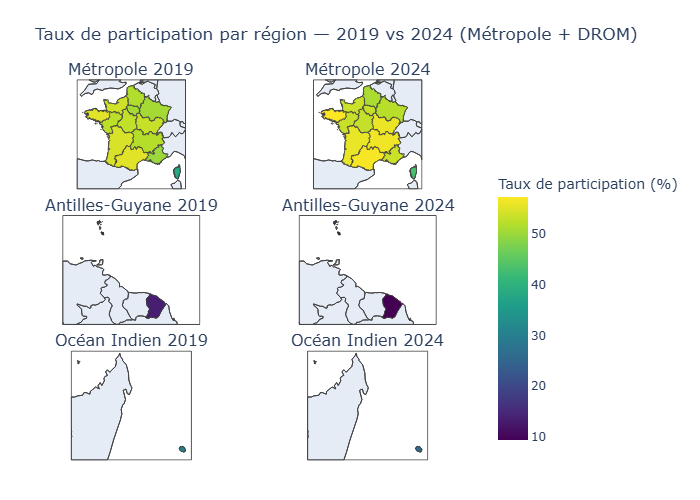 Taux de participation par région — 2019 vs 2024 (Métropole + DROM)
Métropole 2019
Métropole 2024
Antilles-Guyane 2019
Antilles-Guyane 2024
Océan Indien 2019
Océan Indien 2024
Taux de participation (%)
50
40
30
20
10